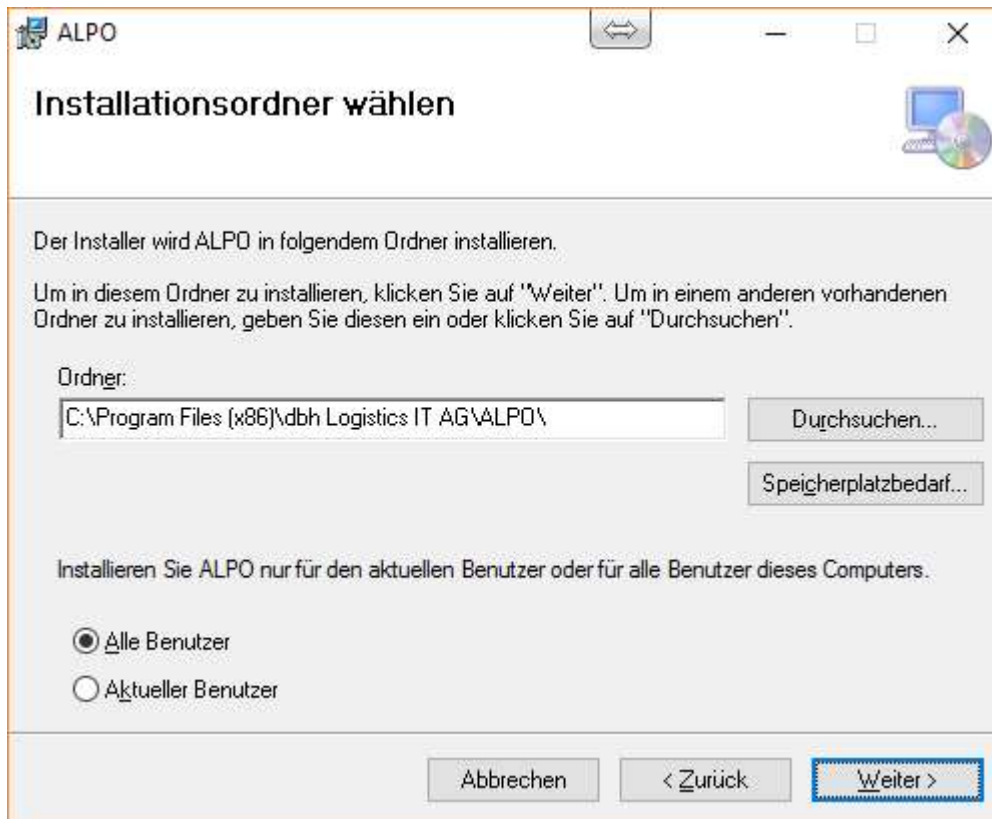 ALPO
Installationsordner wählen
Der Installer wird ALPO in folgendem Ordner installieren.
Um in diesem Ordner zu installieren, klicken Sie auf "Weiter". Um in einem anderen vorhandenen
Ordner zu installieren, geben Sie diesen ein oder klicken Sie auf "Durchsuchen".
Ordner:
C:\Program Files (x86)\dbh Logistics IT AG\ALPO\
Durchsuchen...
Speicherplatzbedarf...
Installieren Sie ALPO nur für den aktuellen Benutzer oder für alle Benutzer dieses Computers.
Alle Benutzer
Aktueller Benutzer
Abbrechen
< Zurück
Weiter >